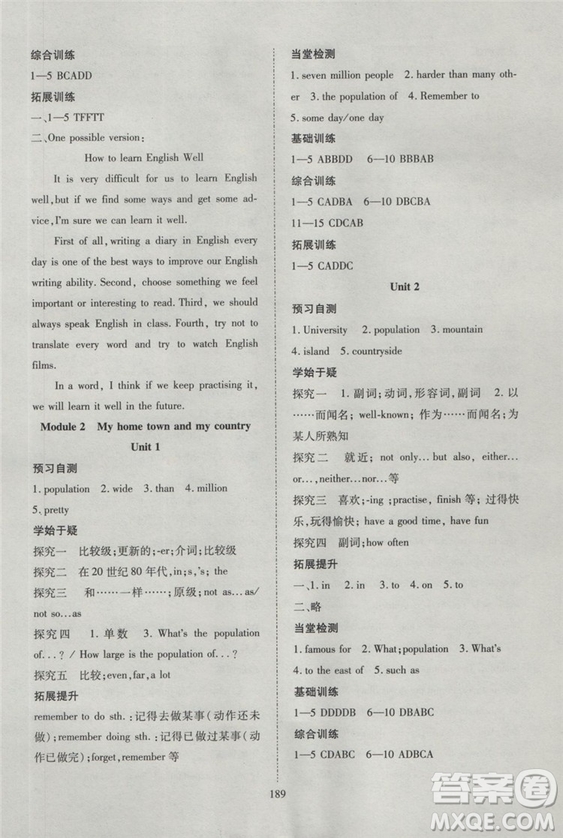 综合训练
1—5 BCADD
拓展训练
一、1—5 TFFTT
二、One possible version:
How to learn English Well
It is very difficult for us to learn English
well,but if we find some ways and get some ad-
vice,I'm sure we can learn it well.
First of all,writing a diary in English every
day is one of the best ways to improve our English
writing ability. Second, choose something we feel
important or interesting to read. Third, we should
always speak English in class. Fourth, try not to
translate every word and try to watch English
films.
In a word, I think if we keep practising it,
we will learn it well in the future.
Module 2 My home town and my country
Unit 1
预习自测
1. population 2. wide 3. than 4. million
5. pretty
学始于疑
探究一 比较级;更新的;-er;介词;比较级
探究二 在 20 世纪 80 年代,in;s,'s; the
探究三 和……一样……;原级;not as…as/
not so…as
探究四 1. 单数 3. What's the population
of…? / How large is the population of…?
探究五 比较;even,far,a lot
拓展提升
remember to do sth.:记得去做某事(动作还未
做);remember doing sth.:记得做过某事(动
作已做完);forget,remember 等
当堂检测
1. seven million people 2. harder than many oth-
er 3. the population of 4. Remember to
5. some day/one day
基础训练
1—5 ABBDD 6—10 BBBAB
综合训练
1—5 CADBA 6—10 DBCBA
11—15 CDCAB
拓展训练
1—5 CADDC
Unit 2
预习自测
1. University 2. population 3. mountain
4. island 5. countryside
学始于疑
探究一 1. 副词;动词,形容词,副词 2. 以
……而闻名; well-known; 作为……而闻名;为
某人所熟知
探究二 就近; not only…but also, either…
or…,neither…nor…等
探究三 喜欢;-ing ;practise, finish 等;过得快
乐,玩得愉快; have a good time, have fun
探究四 副词;how often
拓展提升
一、1. in 2. in 3. to 4. on
二、略
当堂检测
1. famous for 2. What;population 3. What's
4. to the east of 5. such as
基础训练
1—5 DDDDB 6—10 DBABC
综合训练
1—5 CDABC 6—10 ADBCA
189
答案卷
MXQE.COM